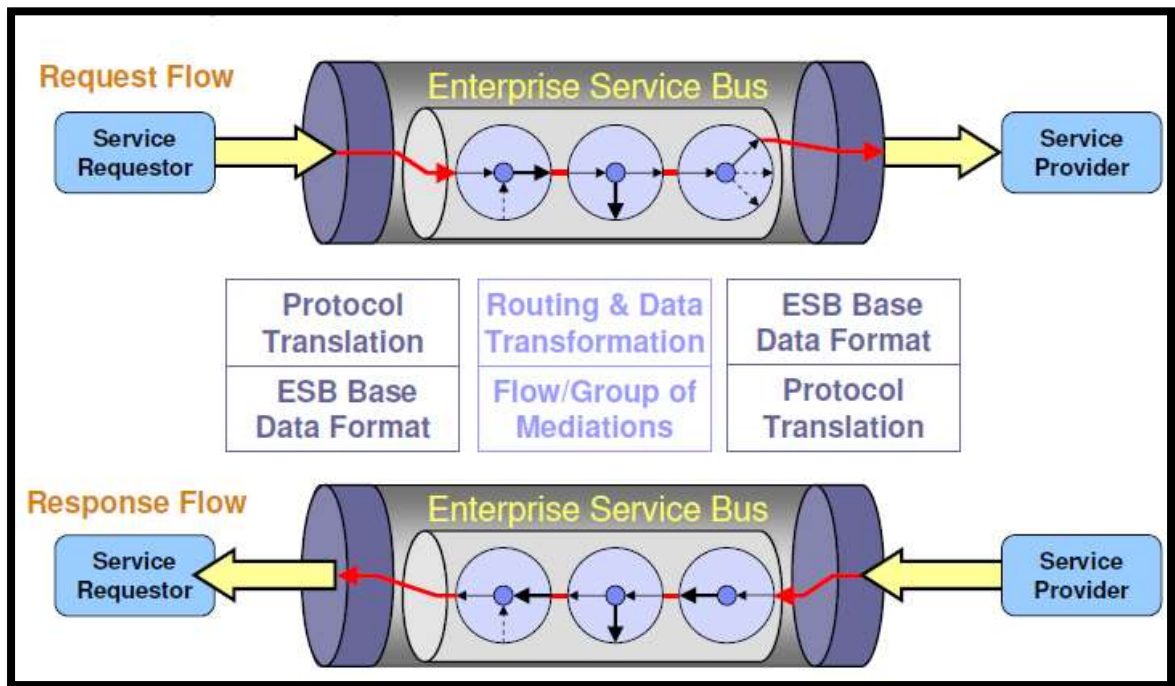 Request Flow
Enterprise Service Bus
Service
Requestor
Service
Provider
Protocol
Translation
ESB Base
Data Format
Routing & Data
Transformation
Flow/Group of
Mediations
ESB Base
Data Format
Protocol
Translation
Response Flow
Enterprise Service Bus
Service
Requestor
Service
Provider